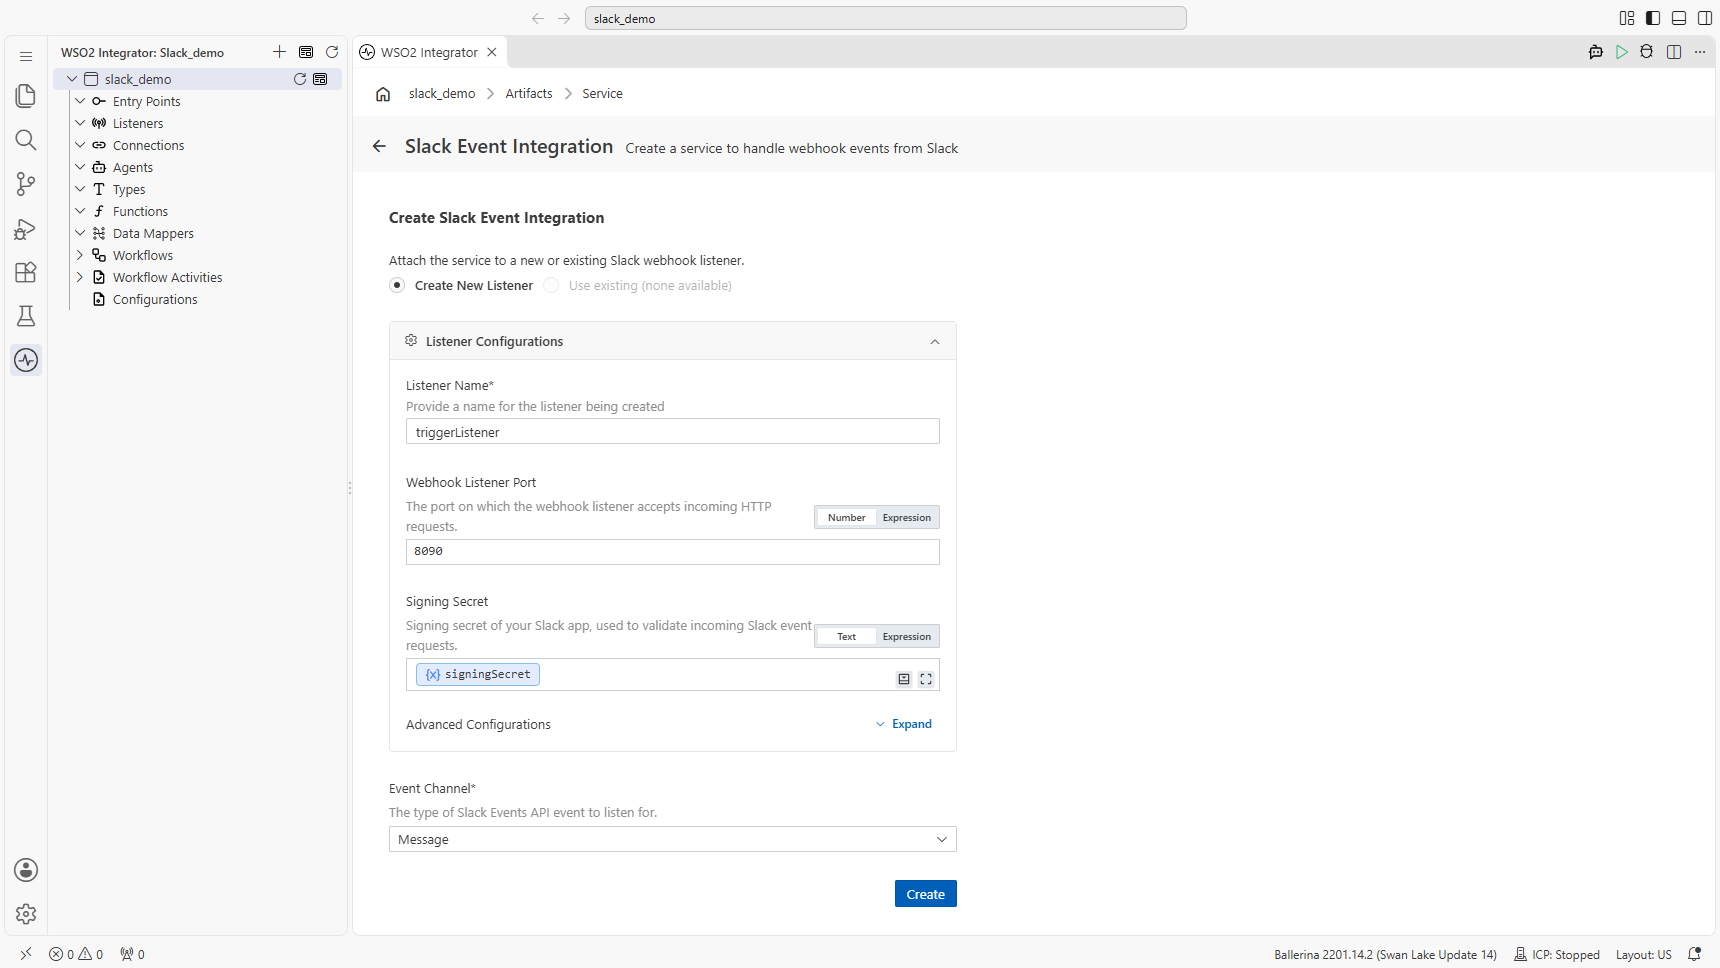 slack_demo
WSO2 Integrator: Slack_demo
WSO2 Integrator
slack_demo
Entry Points
Listeners
Connections
Agents
Types
Functions
Data Mappers
Workflows
Workflow Activities
Configurations
slack_demo
Artifacts
Service
Slack Event Integration
Create a service to handle webhook events from Slack
Create Slack Event Integration
Attach the service to a new or existing Slack webhook listener.
Create New Listener
Use existing (none available)
Listener Configurations
Listener Name*
Provide a name for the listener being created
triggerListener
Webhook Listener Port
The port on which the webhook listener accepts incoming HTTP
requests.
Number
Expression
8090
Signing Secret
Signing secret of your Slack app, used to validate incoming Slack event
requests.
Text
Expression
{x} signingSecret
Advanced Configurations
Expand
Event Channel*
The type of Slack Events API event to listen for.
Message
Create
0
0
0
Ballerina 2201.14.2 (Swan Lake Update 14)
ICP: Stopped
Layout: US